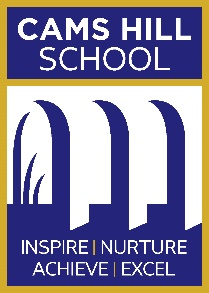 CAMS HILL
SCHOOL
INSPIRE | NURTURE
ACHIEVE | EXCEL